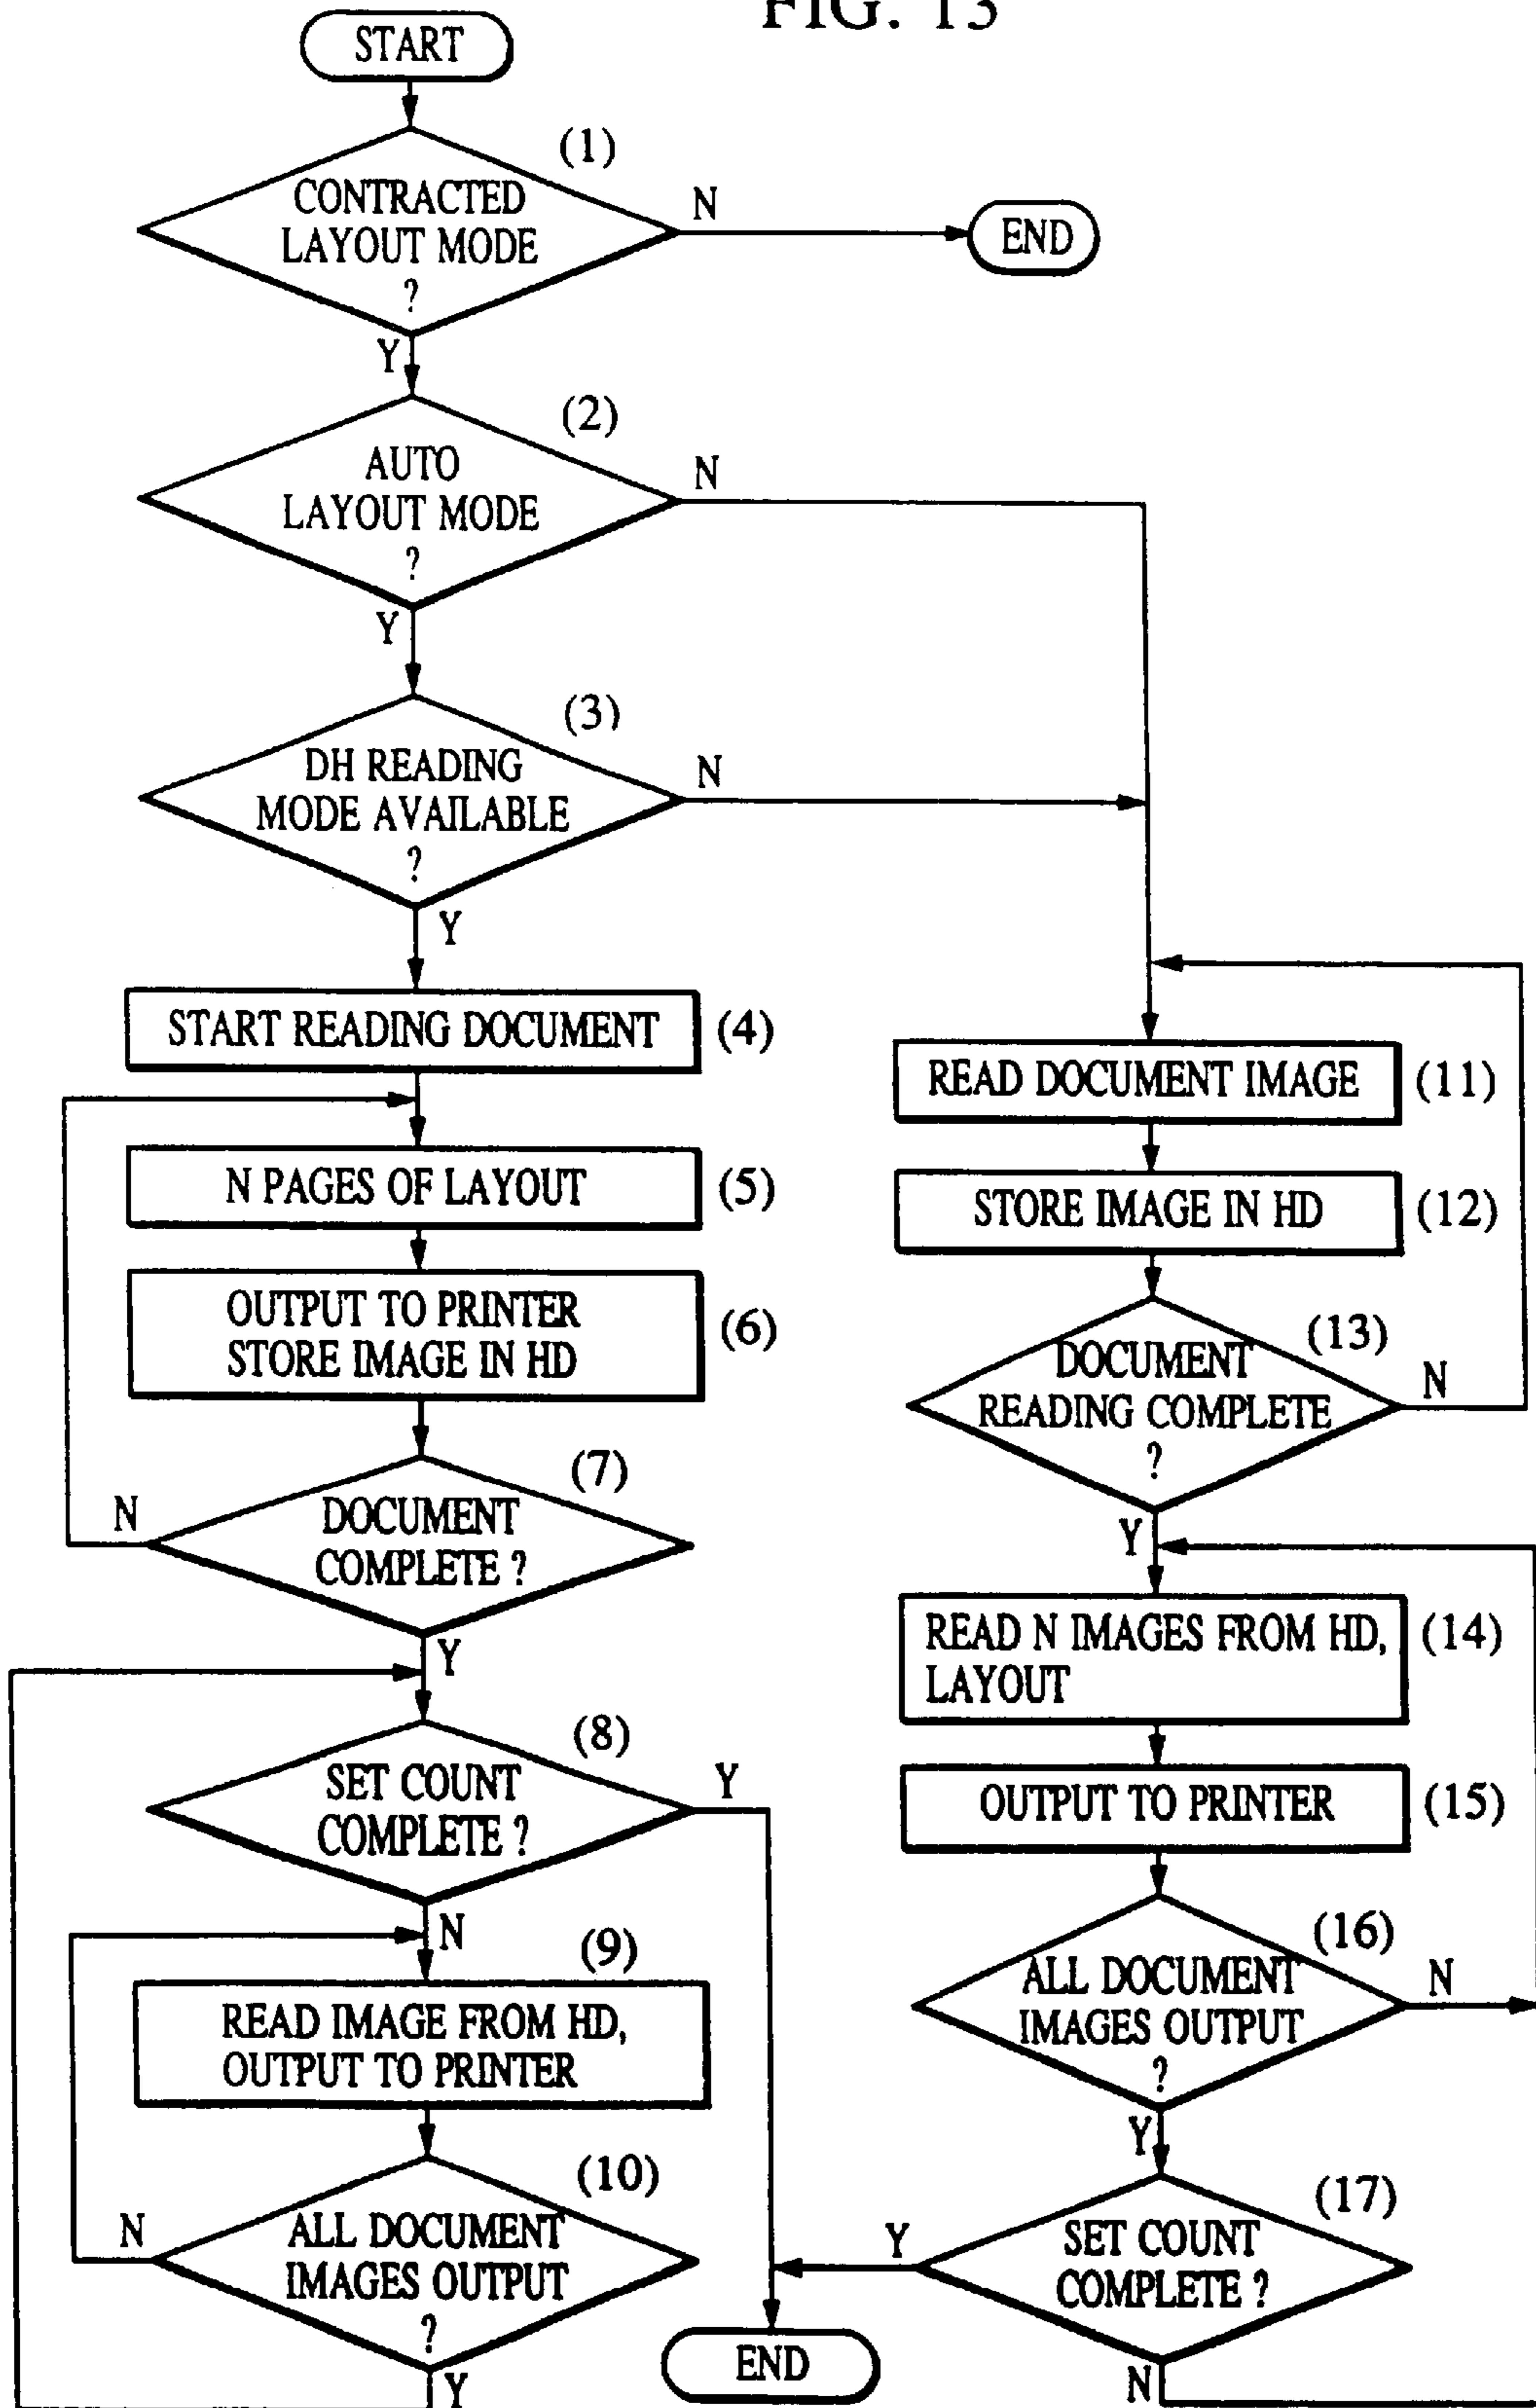 FIG. 13
START
(1)
CONTRACTED
LAYOUT MODE
?
N
END
Y
(2)
AUTO
LAYOUT MODE
?
N
Y
(3)
DH READING
MODE AVAILABLE
?
N
Y
START READING DOCUMENT
(4)
N PAGES OF LAYOUT
(5)
OUTPUT TO PRINTER
STORE IMAGE IN HD
(6)
(7)
DOCUMENT
COMPLETE ?
N
Y
(8)
SET COUNT
COMPLETE ?
Y
N
(9)
READ IMAGE FROM HD,
OUTPUT TO PRINTER
(10)
ALL DOCUMENT
IMAGES OUTPUT
?
N
Y
READ DOCUMENT IMAGE
(11)
STORE IMAGE IN HD
(12)
(13)
DOCUMENT
READING COMPLETE
?
N
Y
READ N IMAGES FROM HD,
LAYOUT
(14)
OUTPUT TO PRINTER
(15)
(16)
ALL DOCUMENT
IMAGES OUTPUT
?
N
Y
(17)
SET COUNT
COMPLETE ?
Y
N
END